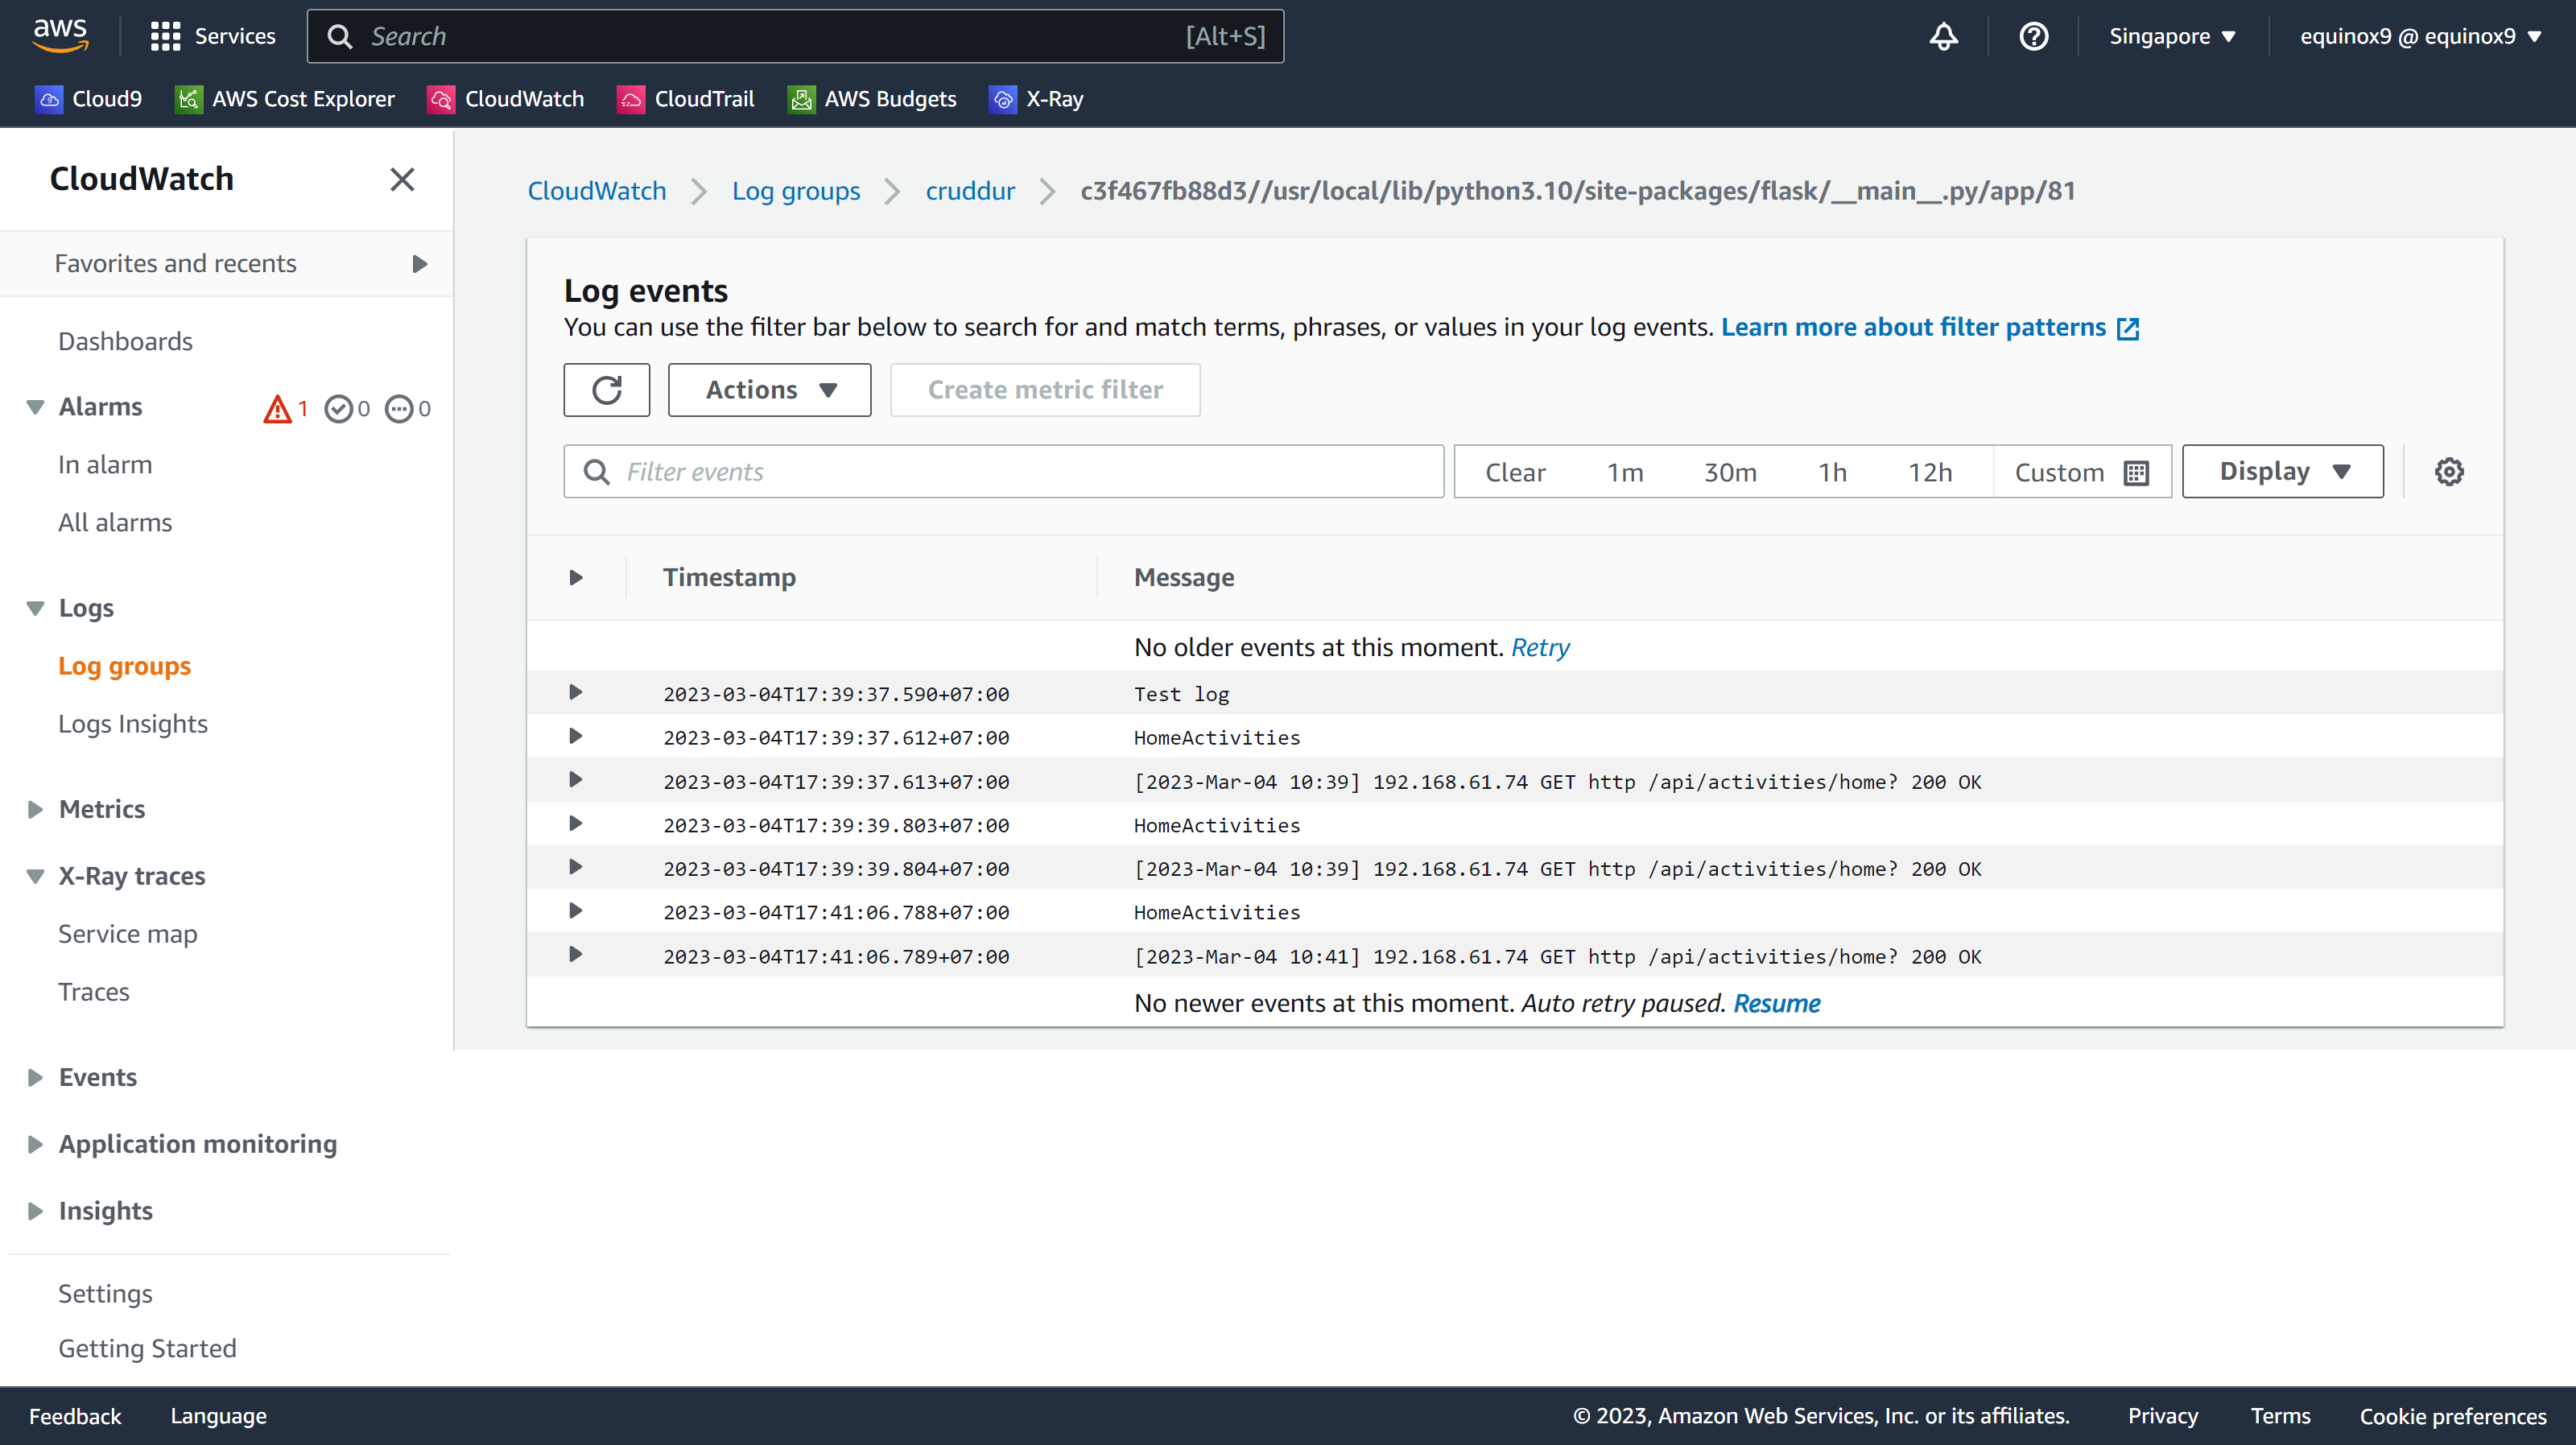 aws Services Search [Alt+S] Singapore equinox9 @ equinox9
Cloud9 AWS Cost Explorer CloudWatch CloudTrail AWS Budgets X-Ray
CloudWatch
Favorites and recents
Dashboards
Alarms 1 0 0
In alarm
All alarms
Logs
Log groups
Logs Insights
Metrics
X-Ray traces
Service map
Traces
Events
Application monitoring
Insights
Settings
Getting Started
CloudWatch Log groups cruddur c3f467fb88d3//usr/local/lib/python3.10/site-packages/flask/__main__.py/app/81
Log events
You can use the filter bar below to search for and match terms, phrases, or values in your log events. Learn more about filter patterns
Actions Create metric filter
Filter events Clear 1m 30m 1h 12h Custom Display
Timestamp Message
No older events at this moment. Retry
2023-03-04T17:39:37.590+07:00 Test log
2023-03-04T17:39:37.612+07:00 HomeActivities
2023-03-04T17:39:37.613+07:00 [2023-Mar-04 10:39] 192.168.61.74 GET http /api/activities/home? 200 OK
2023-03-04T17:39:39.803+07:00 HomeActivities
2023-03-04T17:39:39.804+07:00 [2023-Mar-04 10:39] 192.168.61.74 GET http /api/activities/home? 200 OK
2023-03-04T17:41:06.788+07:00 HomeActivities
2023-03-04T17:41:06.789+07:00 [2023-Mar-04 10:41] 192.168.61.74 GET http /api/activities/home? 200 OK
No newer events at this moment. Auto retry paused. Resume
Feedback Language © 2023, Amazon Web Services, Inc. or its affiliates. Privacy Terms Cookie preferences